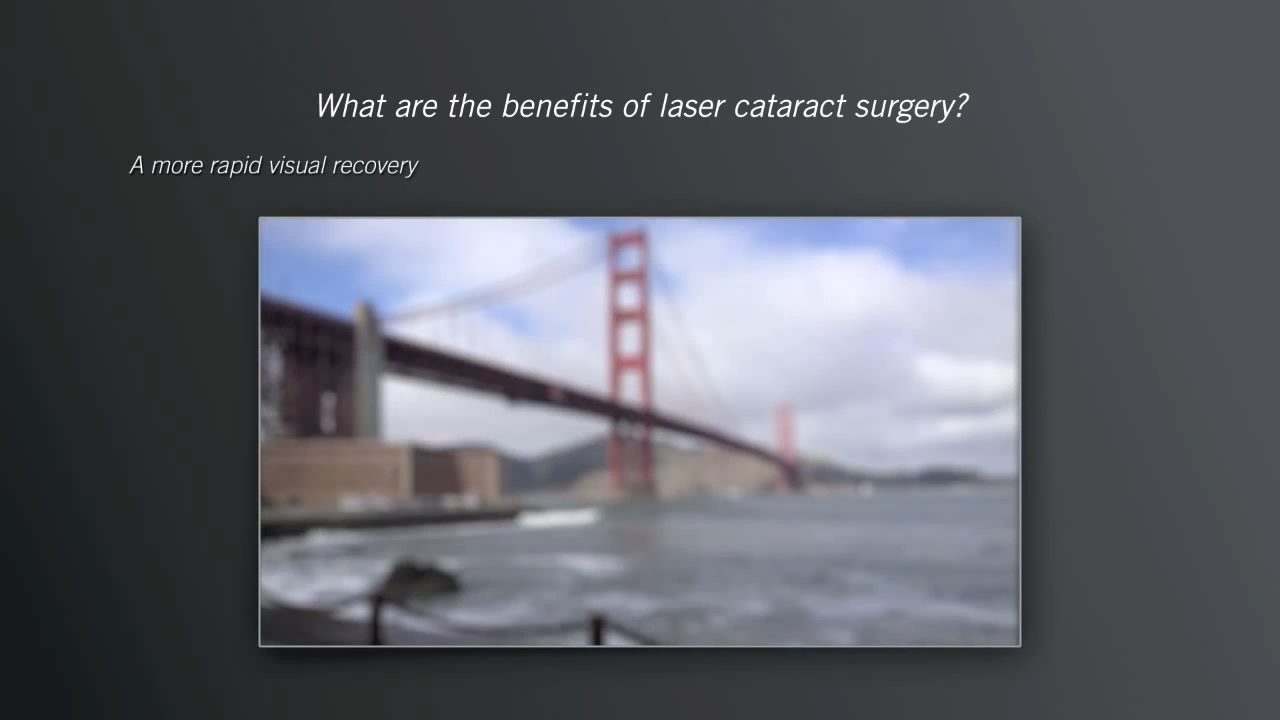 What are the benefits of laser cataract surgery?
A more rapid visual recovery